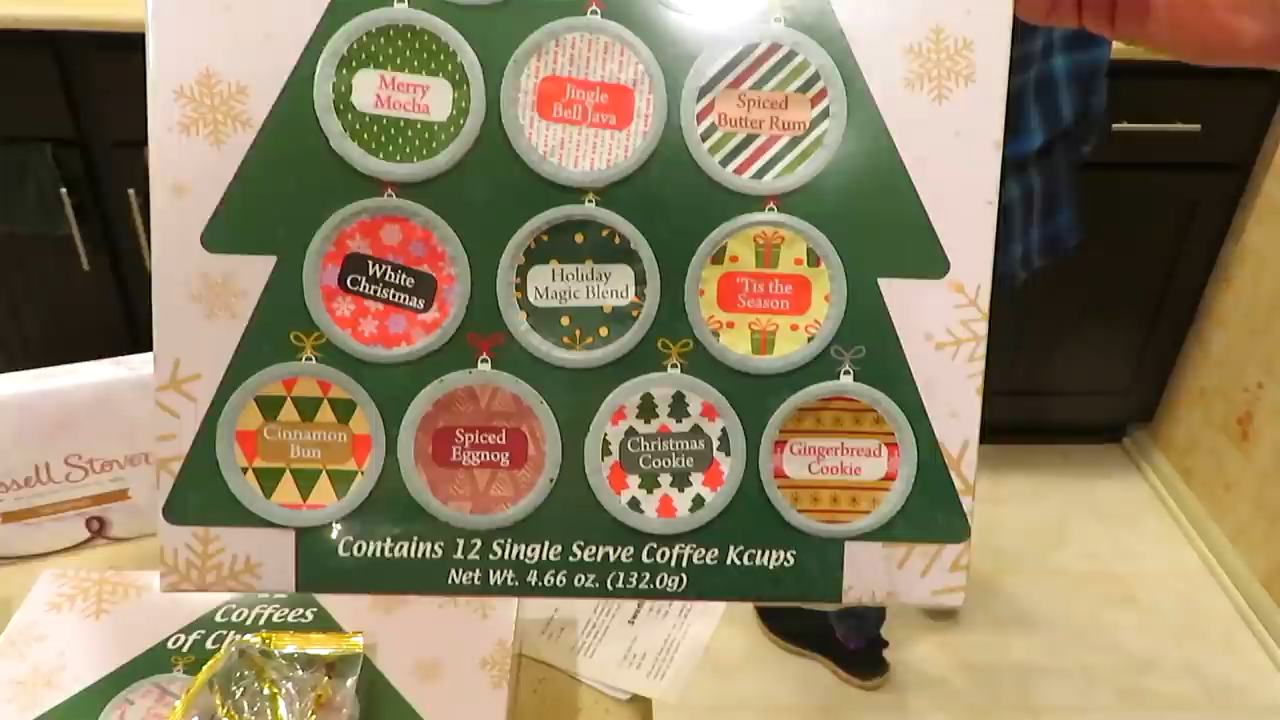 Merry
Mocha
Jingle
Bell Java
Spiced
Butter Rum
White
Christmas
Holiday
Magic Blend
'Tis the
Season
Cinnamon
Bun
Spiced
Eggnog
Christmas
Cookie
Gingerbread
Cookie
Contains 12 Single Serve Coffee Kcups
Net Wt. 4.66 oz. (132.0g)
ssell Stover
Coffees
of Ch